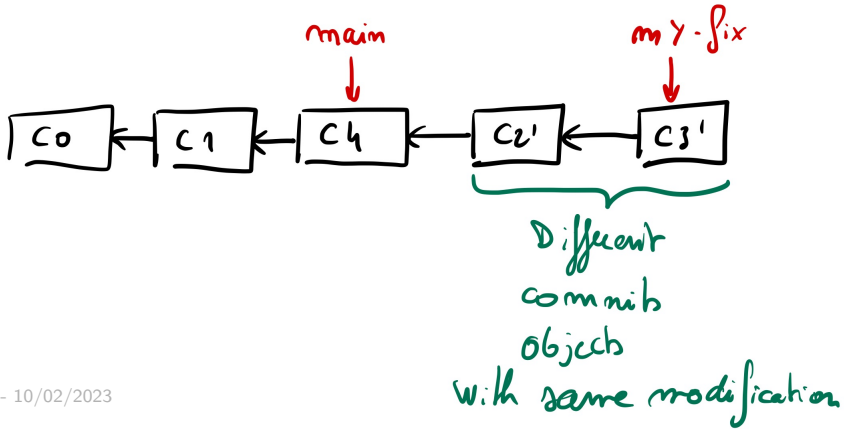 main my-fix
C0 C1 C4 C2' C3'
Different
commits
objects
- 10/02/2023
with same modification